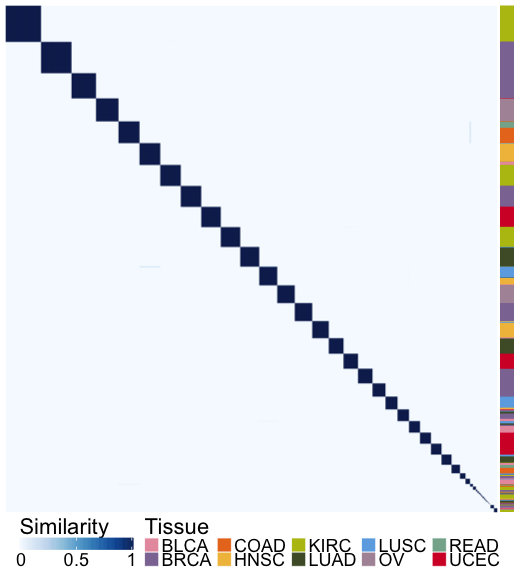 Similarity Tissue
BLCA COAD KIRC LUSC READ
0 0.5 1 BRCA HNSC LUAD OV UCEC